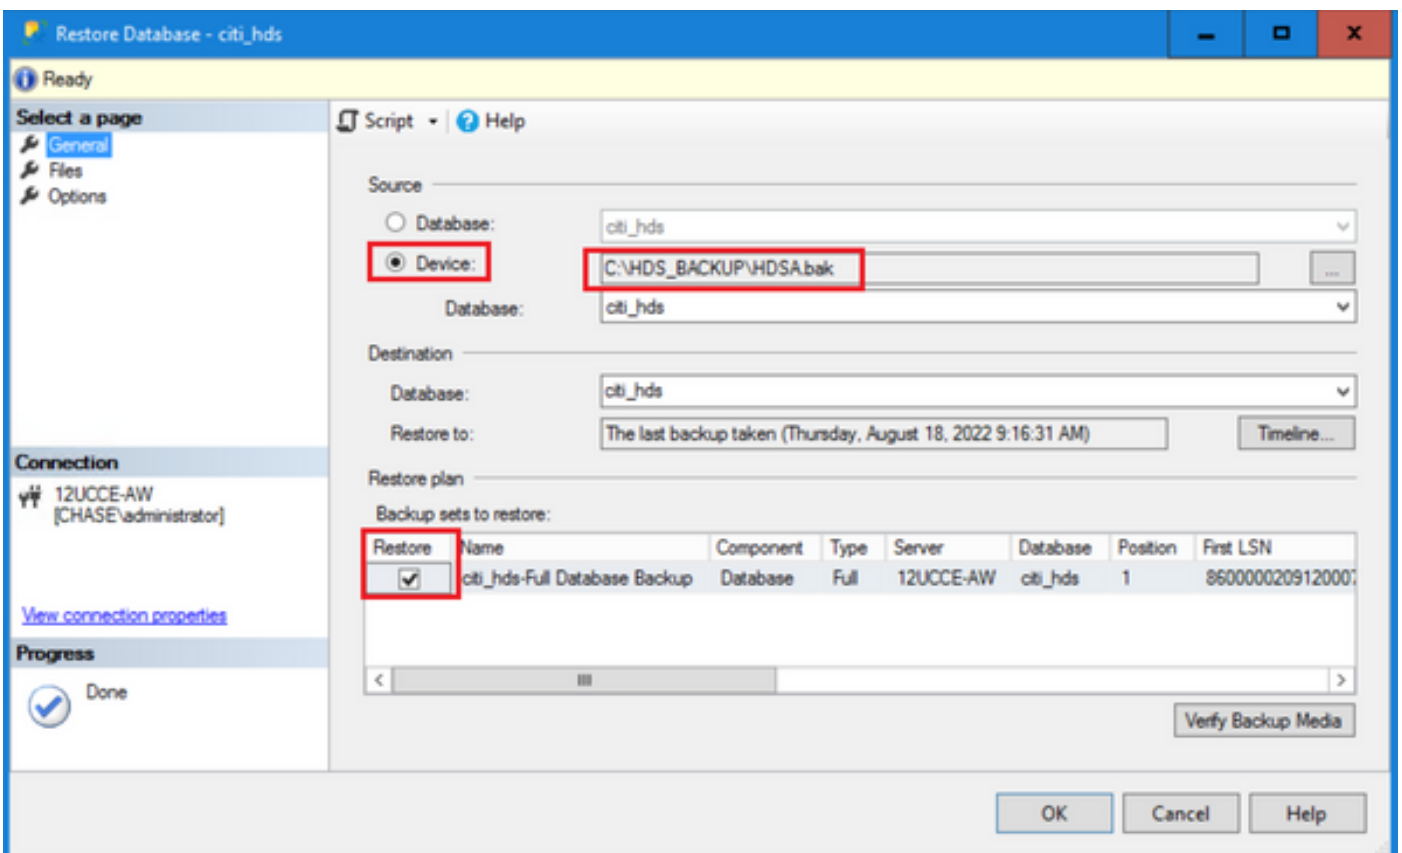 Restore Database - citi_hds
Ready
Select a page
General
Files
Options
Script
Help
Source
Database:
citi_hds
Device:
C:\HDS_BACKUP\HDSA.bak
...
Database:
citi_hds
Destination
Database:
citi_hds
Restore to:
The last backup taken (Thursday, August 18, 2022 9:16:31 AM)
Timeline...
Connection
12UCCE-AW
[CHASE\administrator]
View connection properties
Progress
Done
Restore plan
Backup sets to restore:
Restore Name Component Type Server Database Position First LSN
citi_hds-Full Database Backup Database Full 12UCCE-AW citi_hds 1 8600000209120007
Verify Backup Media
OK
Cancel
Help